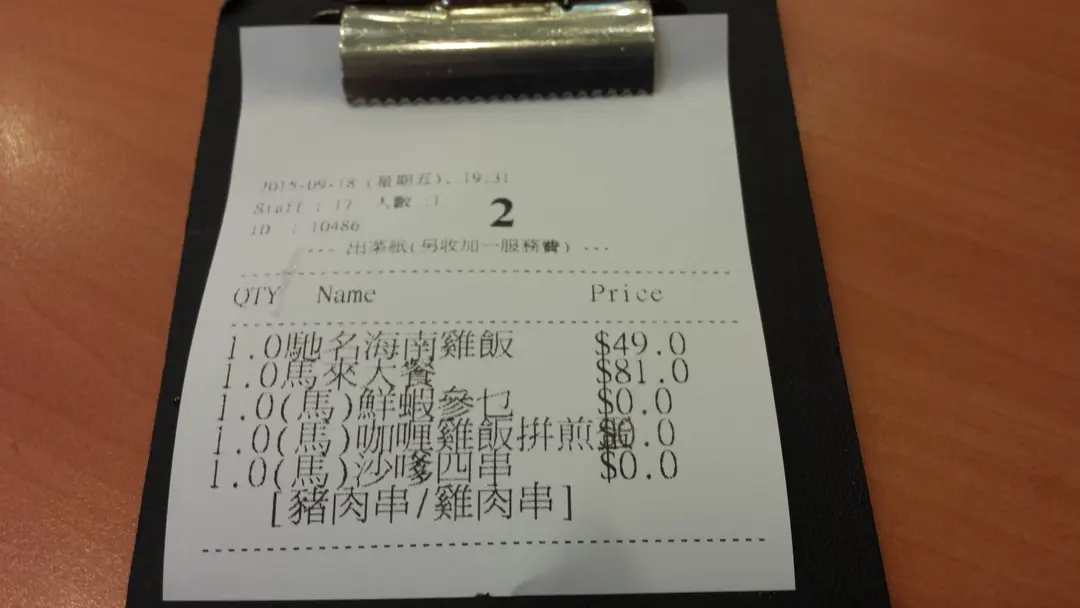 2015-09-18 (星期五), 19:31
Staff : 17 人數 :1
2
ID : 10486
--- 出菜紙(另收加一服務費) ---
QTY Name Price
1.0馳名海南雞飯 $49.0
1.0馬來大餐 $81.0
1.0(馬)鮮蝦參乜 $0.0
1.0(馬)咖喱雞飯拼煎 $0.0
1.0(馬)沙嗲四串 $0.0
[豬肉串/雞肉串]